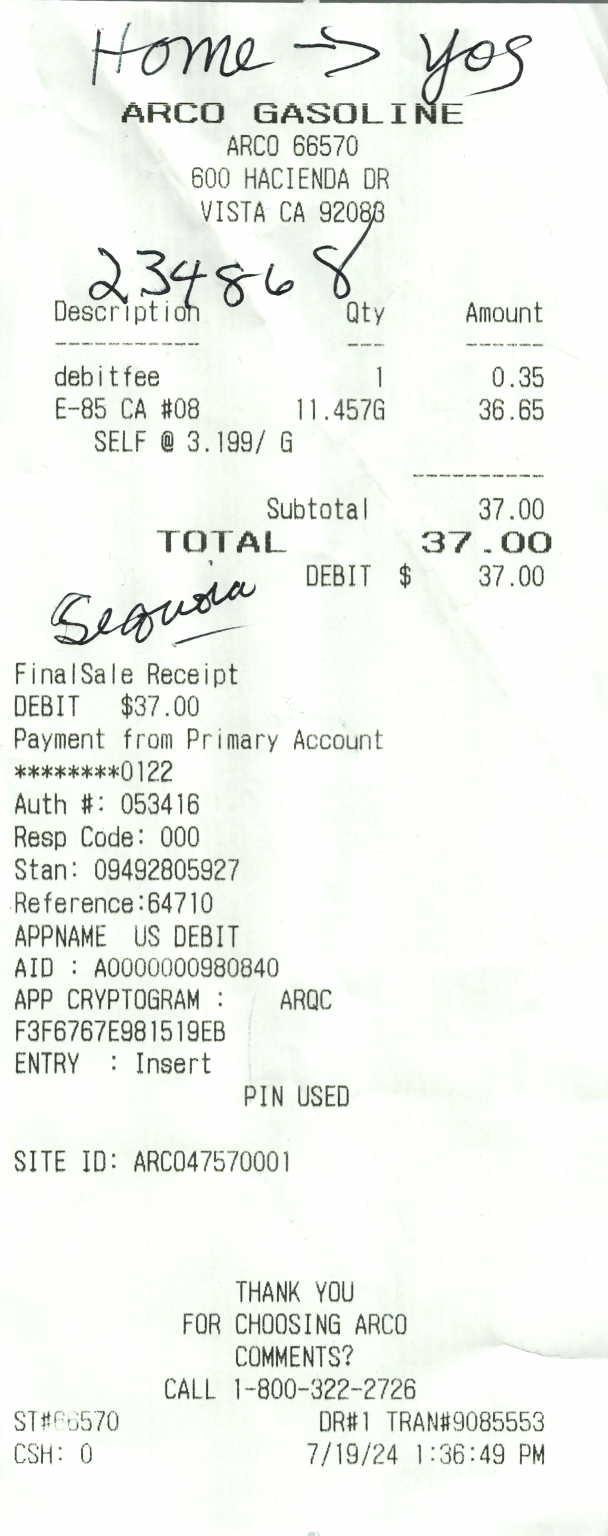 Home → Yos
ARCO GASOLINE
ARCO 66570
600 HACIENDA DR
VISTA CA 92083
234868
Description Qty Amount
----------- --- ------
debitfee 1 0.35
E-85 CA #08 11.457G 36.65
SELF @ 3.199/ G
----------
Subtotal 37.00
TOTAL 37.00
DEBIT $ 37.00
Sequoia
FinalSale Receipt
DEBIT $37.00
Payment from Primary Account
********0122
Auth #: 053416
Resp Code: 000
Stan: 09492805927
Reference:64710
APPNAME US DEBIT
AID : A0000000980840
APP CRYPTOGRAM : ARQC
F3F6767E981519EB
ENTRY : Insert
PIN USED
SITE ID: ARCO47570001
THANK YOU
FOR CHOOSING ARCO
COMMENTS?
CALL 1-800-322-2726
ST#66570 DR#1 TRAN#9085553
CSH: 0 7/19/24 1:36:49 PM